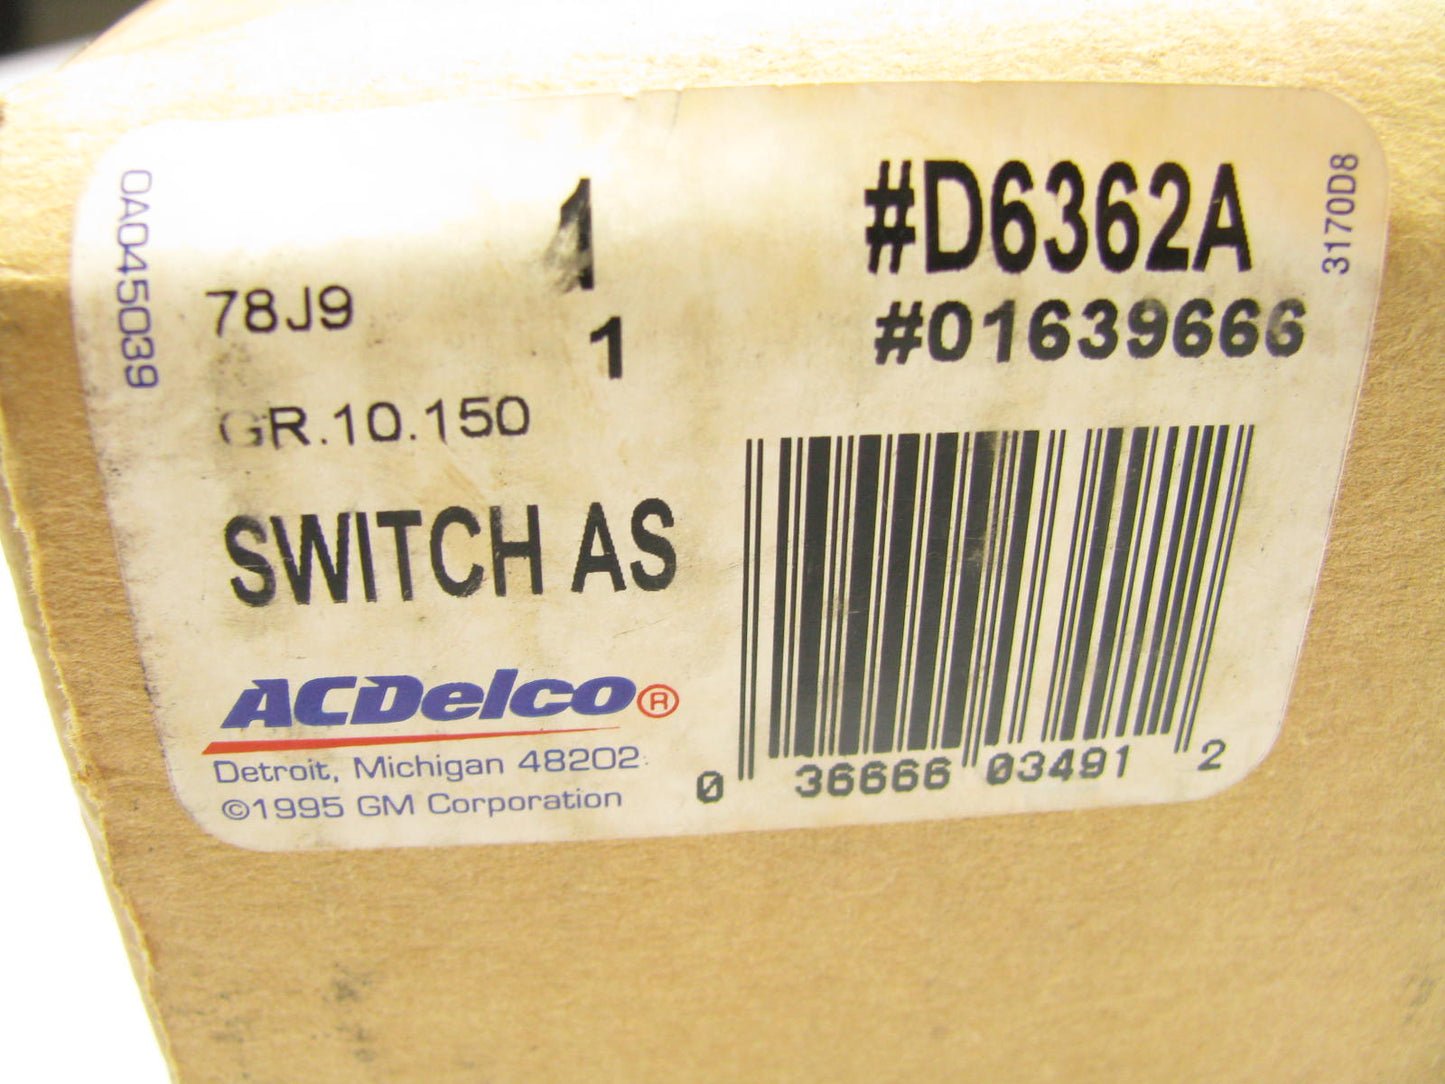 0A045039
1
#D6362A
3170D8
78J9
1
#01639666
GR.10.150
SWITCH AS
ACDelco®
Detroit, Michigan 48202
©1995 GM Corporation
0 36666 03491 2